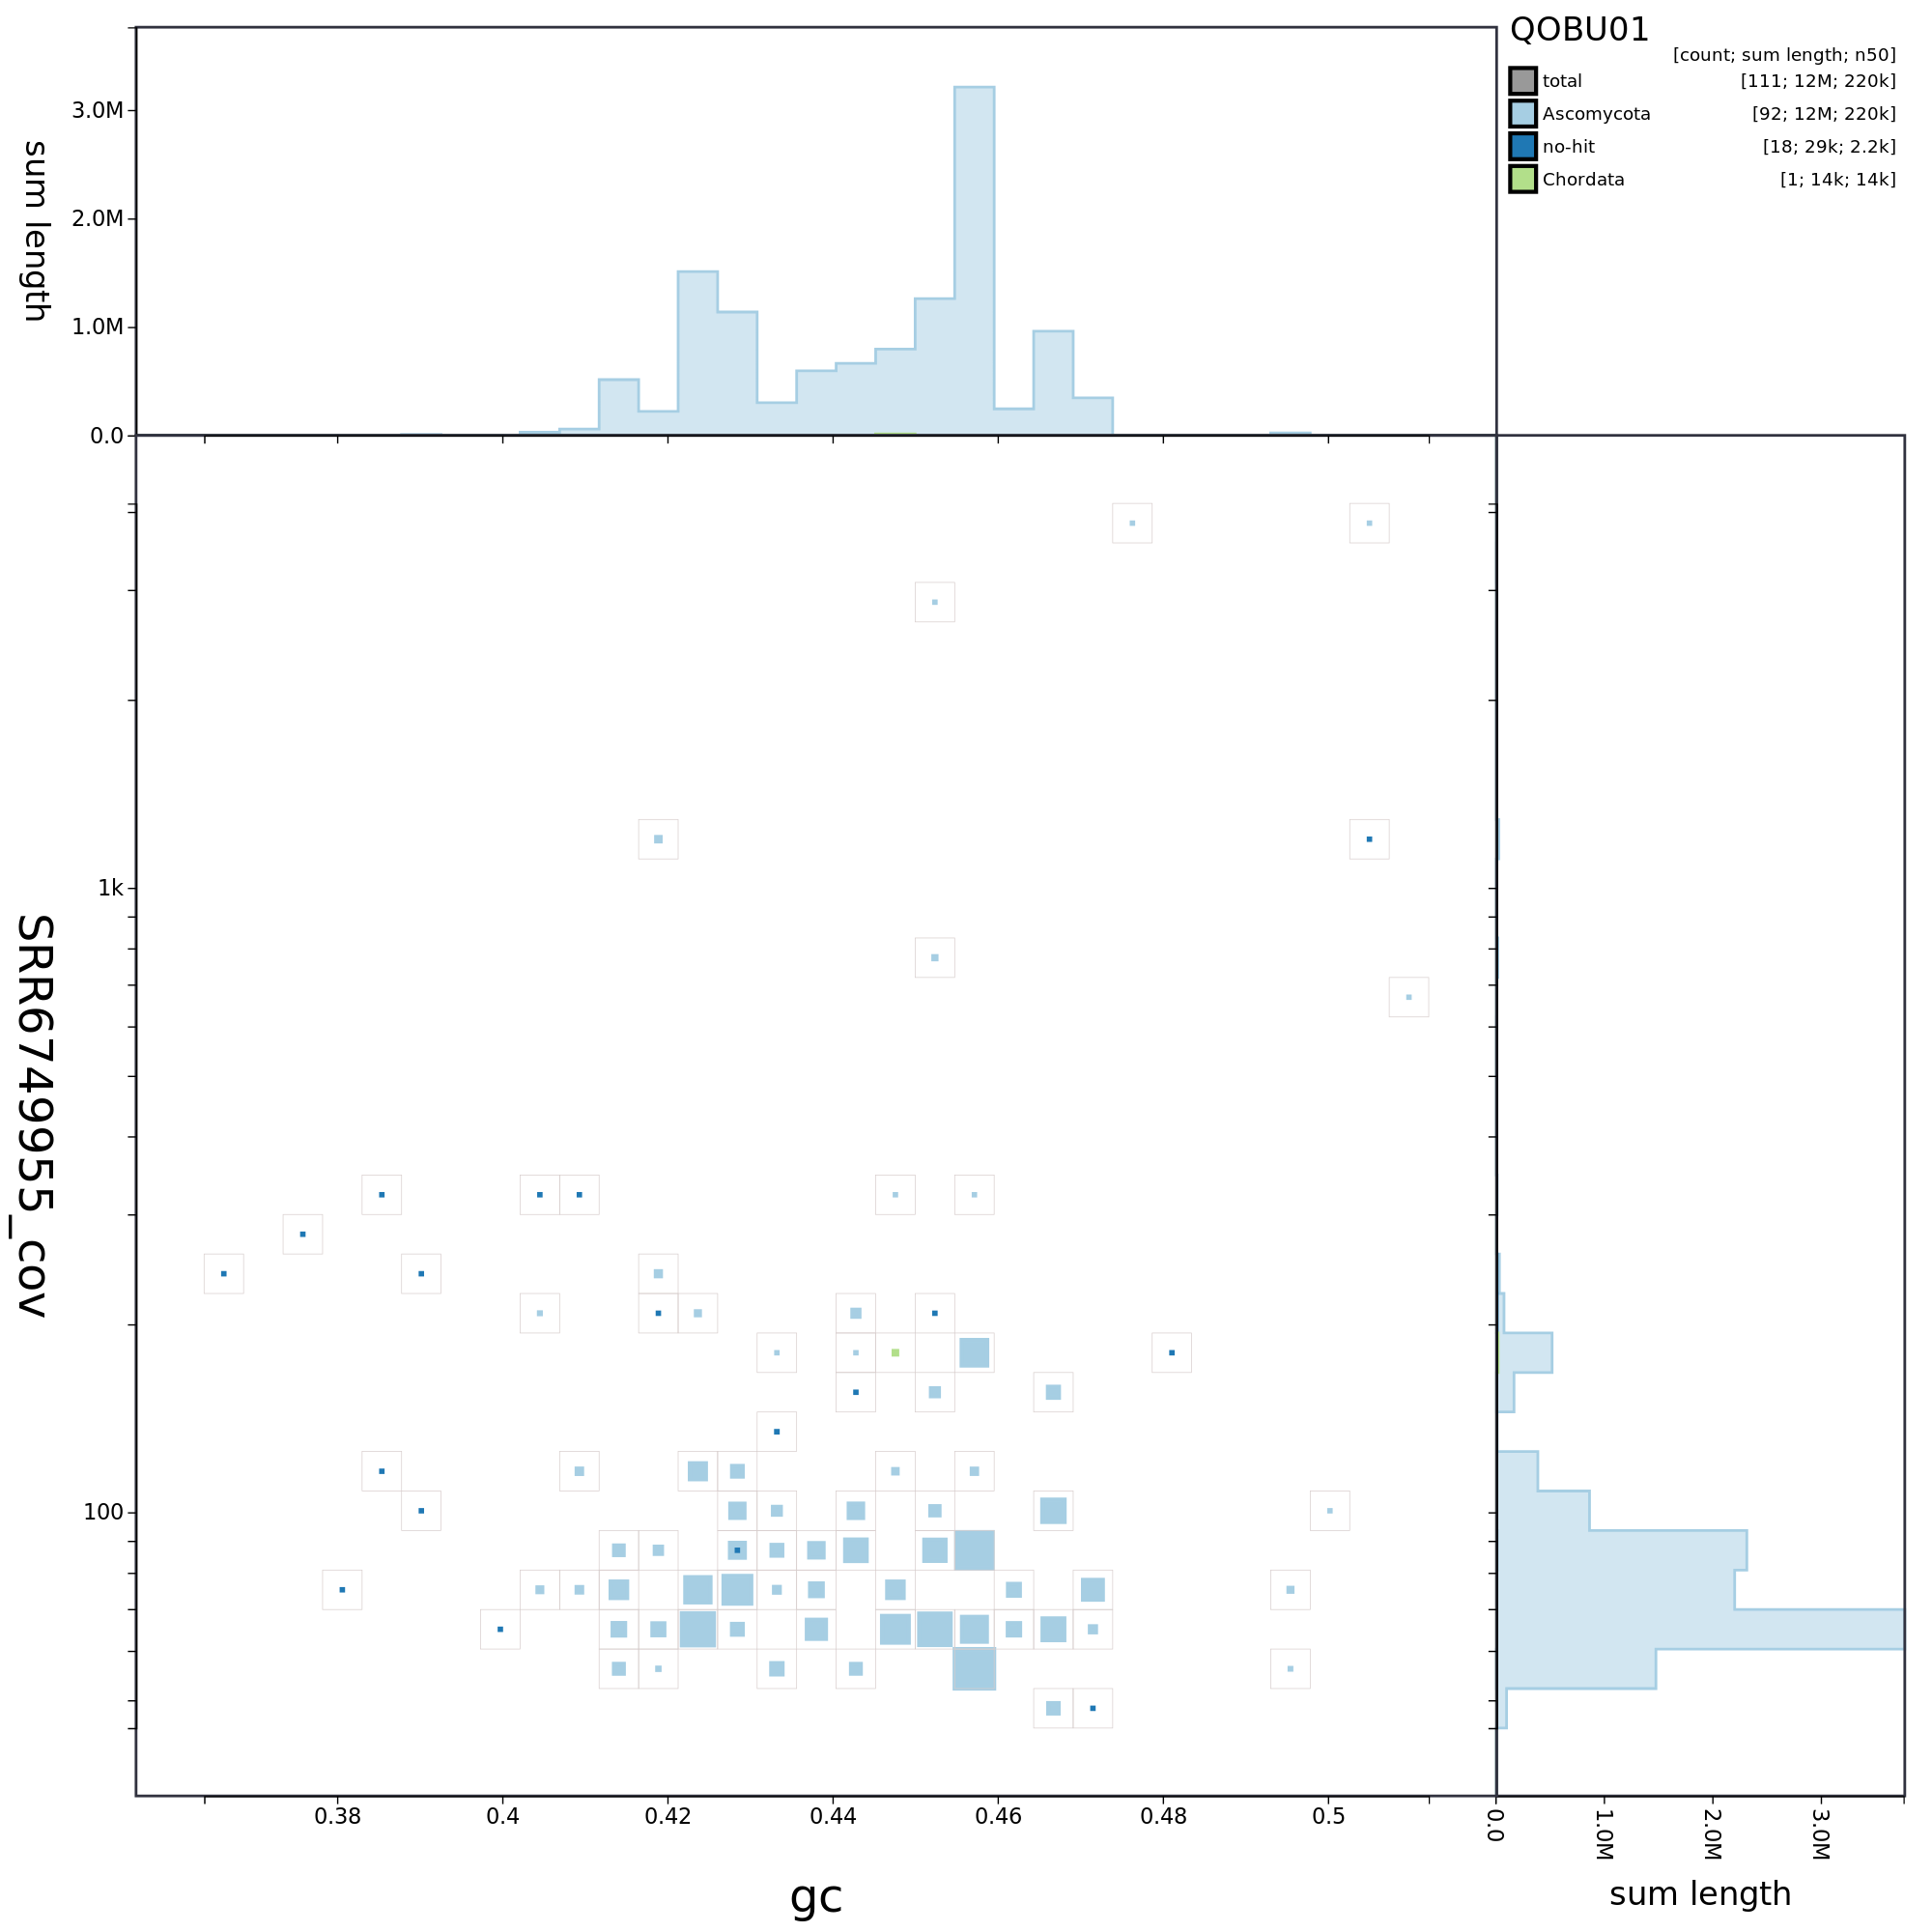 QOBU01
[count; sum length; n50]
total [111; 12M; 220k]
Ascomycota [92; 12M; 220k]
no-hit [18; 29k; 2.2k]
Chordata [1; 14k; 14k]
sum length
3.0M
2.0M
1.0M
0.0
SRR6749955_cov
1k
100
0.38 0.4 0.42 0.44 0.46 0.48 0.5
gc
0.0 1.0M 2.0M 3.0M
sum length